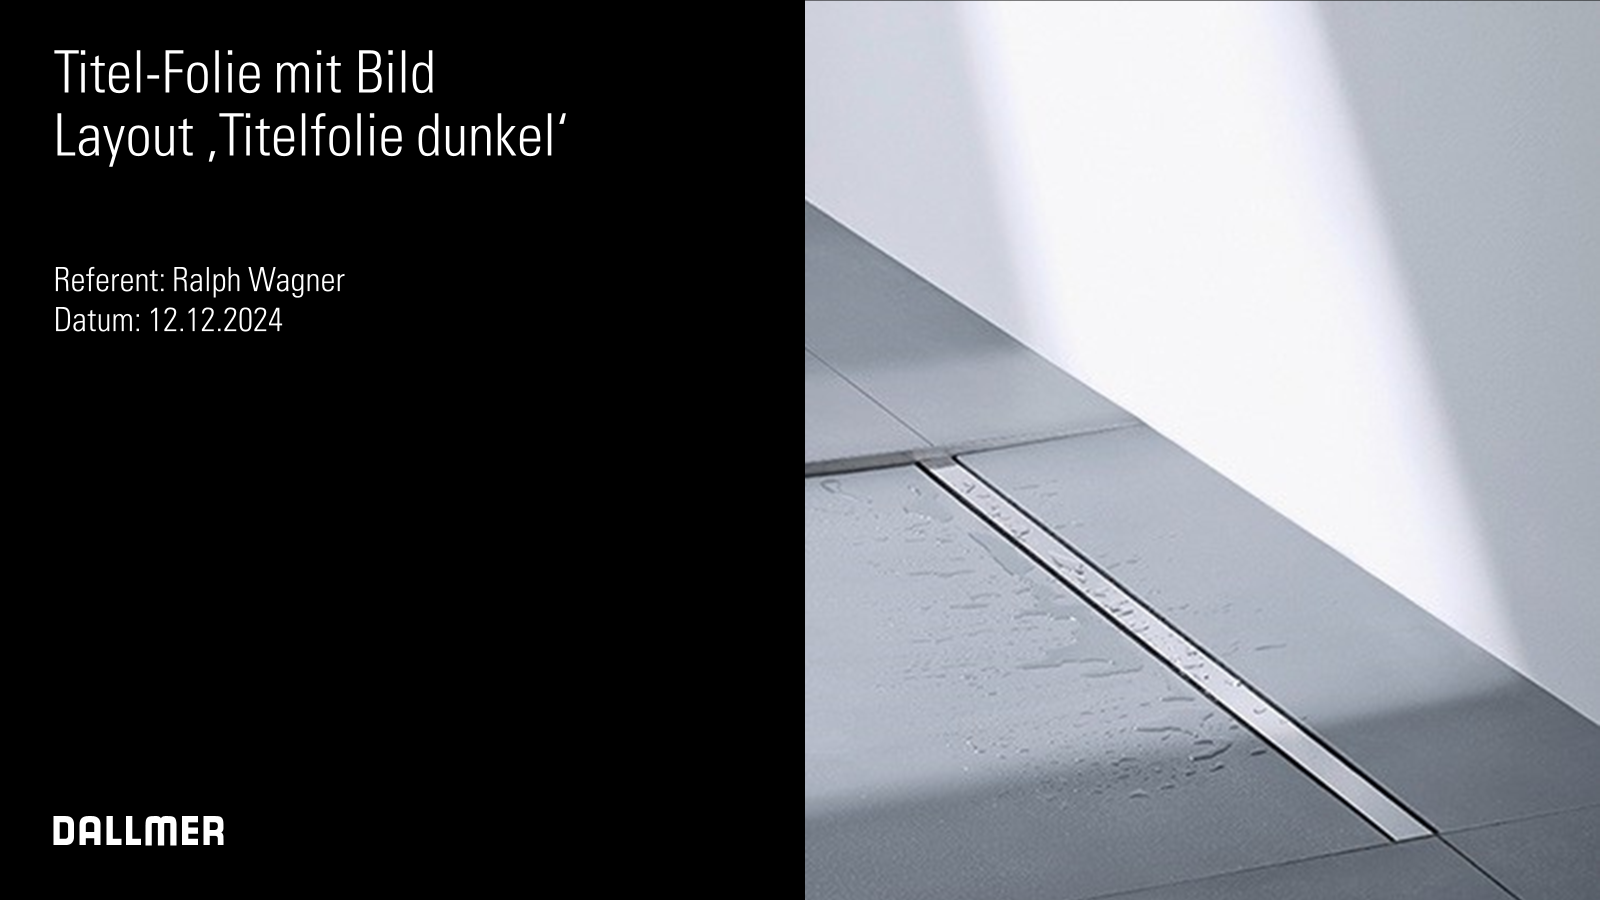 Titel-Folie mit Bild
Layout ‚Titelfolie dunkel‘
Referent: Ralph Wagner
Datum: 12.12.2024
DALLMER